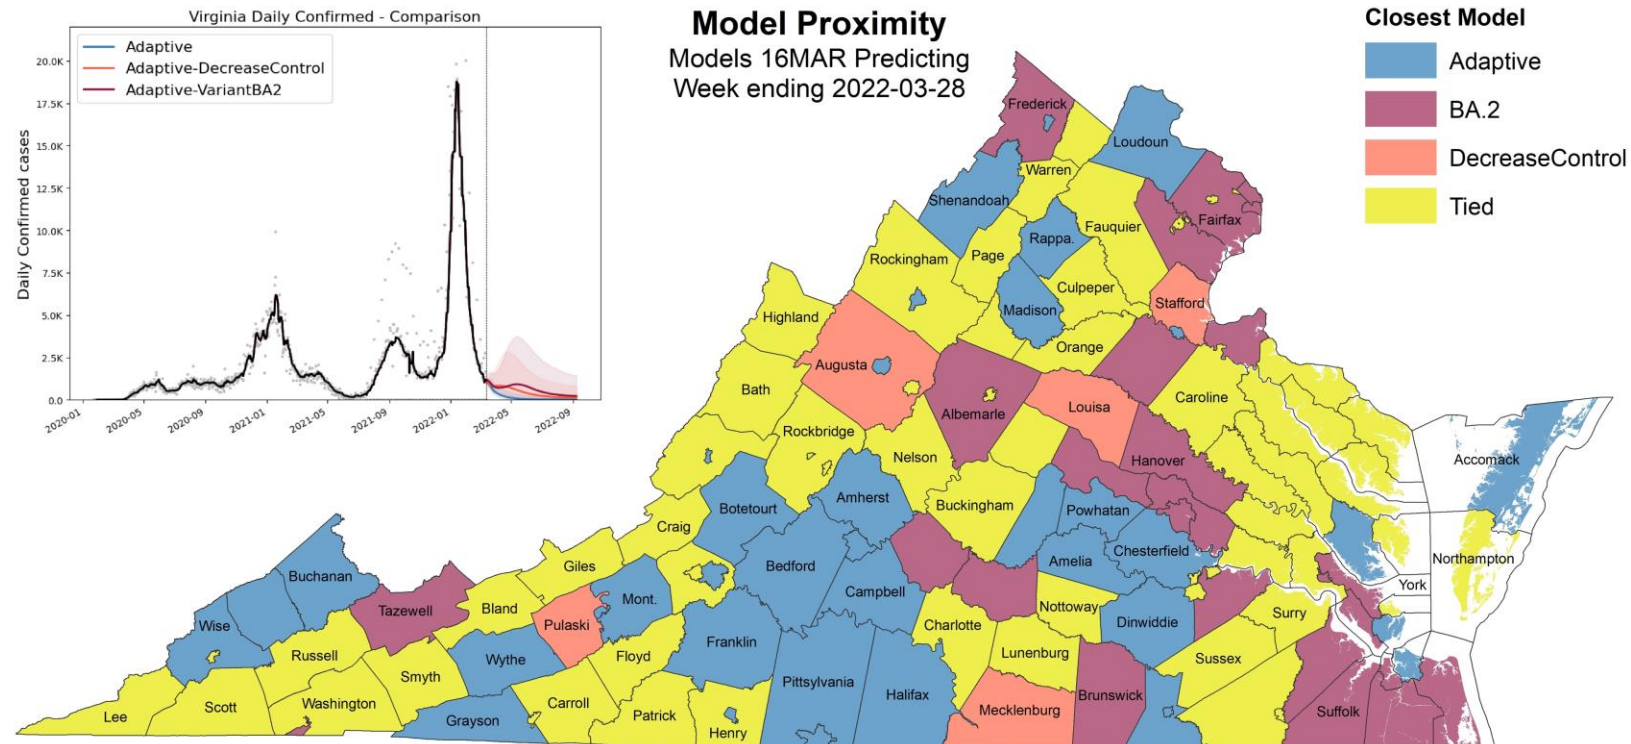 Virginia Daily Confirmed - Comparison
Adaptive
Adaptive-DecreaseControl
Adaptive-VariantBA2
Daily Confirmed cases
20.0K
17.5K
15.0K
12.5K
10.0K
7.5K
5.0K
2.5K
0.0
2020-01
2020-05
2020-09
2021-01
2021-05
2021-09
2022-01
2022-05
2022-09
Model Proximity
Models 16MAR Predicting
Week ending 2022-03-28
Closest Model
Adaptive
BA.2
DecreaseControl
Tied
Frederick
Loudoun
Warren
Shenandoah
Fairfax
Fauquier
Rappa.
Page
Rockingham
Culpeper
Madison
Stafford
Highland
Orange
Augusta
Bath
Louisa
Caroline
Albemarle
Rockbridge
Nelson
Hanover
Accomack
Amherst
Botetourt
Buckingham
Powhatan
Craig
Chesterfield
Northampton
Amelia
Giles
Bedford
Buchanan
York
Mont.
Campbell
Tazewell
Bland
Nottoway
Surry
Wise
Pulaski
Charlotte
Dinwiddie
Franklin
Lunenburg
Russell
Wythe
Floyd
Sussex
Smyth
Pittsylvania
Halifax
Brunswick
Washington
Carroll
Scott
Lee
Grayson
Patrick
Mecklenburg
Suffolk
Henry